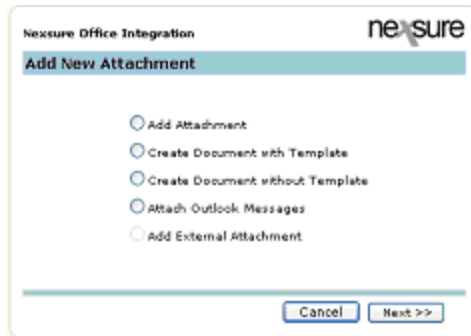 Nexsure Office Integration
nexsure
Add New Attachment
Add Attachment
Create Document with Template
Create Document without Template
Attach Outlook Messages
Add External Attachment
Cancel
Next >>